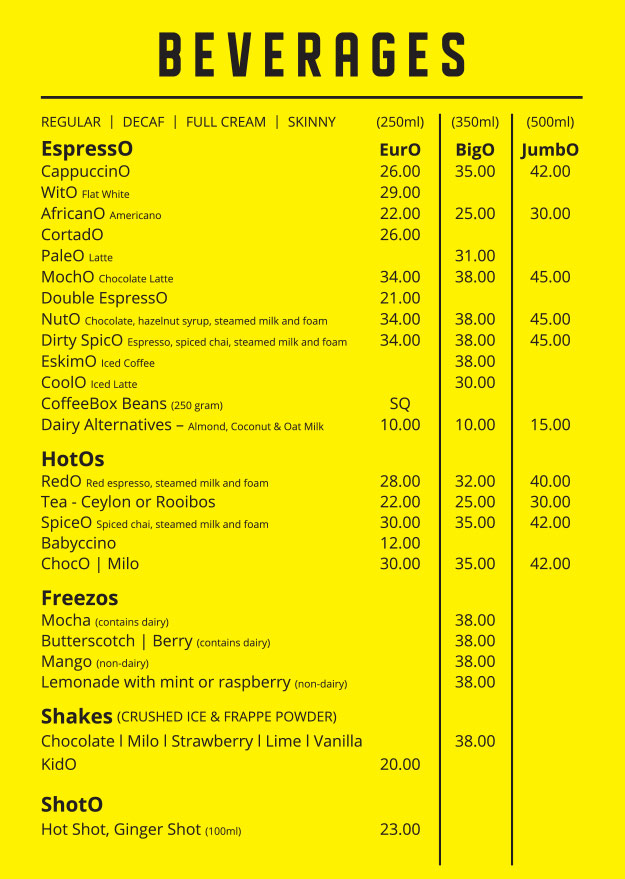 BEVERAGES
REGULAR | DECAF | FULL CREAM | SKINNY (250ml) (350ml) (500ml)
EspressO EurO BigO JumbO
CappuccinO 26.00 35.00 42.00
WitO Flat White 29.00
AfricanO Americano 22.00 25.00 30.00
CortadO 26.00
PaleO Latte 31.00
MochO Chocolate Latte 34.00 38.00 45.00
Double EspressO 21.00
NutO Chocolate, hazelnut syrup, steamed milk and foam 34.00 38.00 45.00
Dirty SpicO Espresso, spiced chai, steamed milk and foam 34.00 38.00 45.00
EskimO Iced Coffee 38.00
CoolO Iced Latte 30.00
CoffeeBox Beans (250 gram) SQ
Dairy Alternatives – Almond, Coconut & Oat Milk 10.00 10.00 15.00
HotOs
RedO Red espresso, steamed milk and foam 28.00 32.00 40.00
Tea - Ceylon or Rooibos 22.00 25.00 30.00
SpiceO Spiced chai, steamed milk and foam 30.00 35.00 42.00
Babyccino 12.00
ChocO | Milo 30.00 35.00 42.00
Freezos
Mocha (contains dairy) 38.00
Butterscotch | Berry (contains dairy) 38.00
Mango (non-dairy) 38.00
Lemonade with mint or raspberry (non-dairy) 38.00
Shakes (CRUSHED ICE & FRAPPE POWDER)
Chocolate l Milo l Strawberry l Lime l Vanilla 38.00
KidO 20.00
ShotO
Hot Shot, Ginger Shot (100ml) 23.00